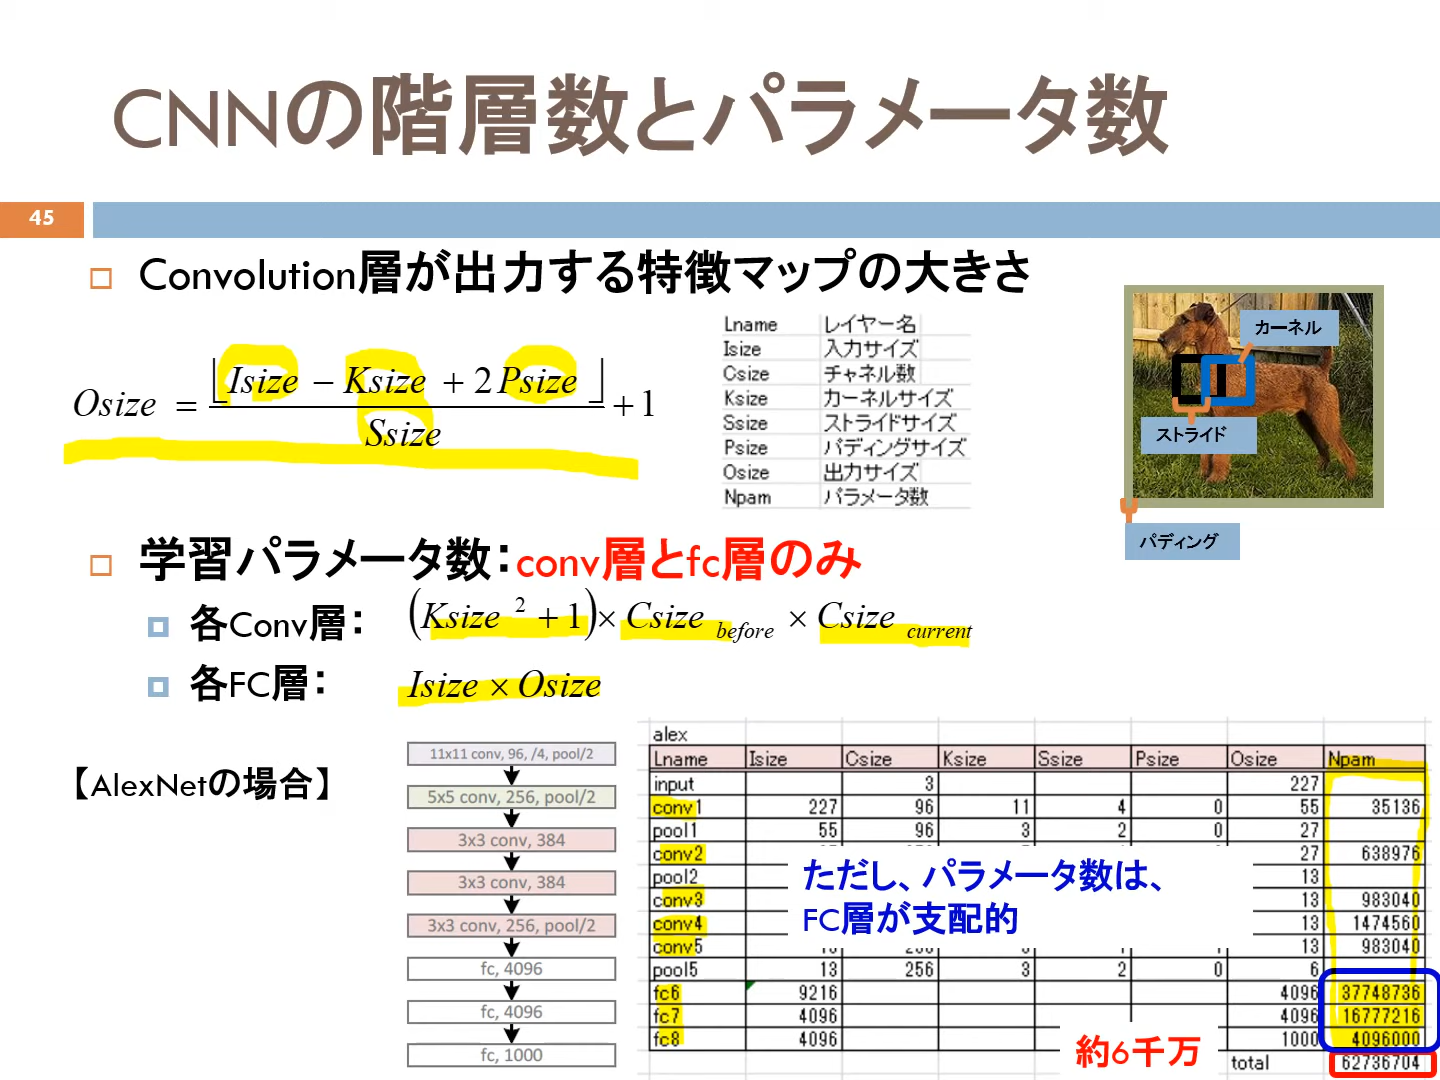 CNNの階層数とパラメータ数
45
Convolution層が出力する特徴マップの大きさ
Osize = ⌊Isize − Ksize + 2 Psize⌋ / Ssize + 1
Lname レイヤー名
Isize 入力サイズ
Csize チャネル数
Ksize カーネルサイズ
Ssize ストライドサイズ
Psize パディングサイズ
Osize 出力サイズ
Npam パラメータ数
カーネル
ストライド
パディング
学習パラメータ数：conv層とfc層のみ
各Conv層： (Ksize ² + 1) × Csize before × Csize current
各FC層： Isize × Osize
【AlexNetの場合】
11x11 conv, 96, /4, pool/2
5x5 conv, 256, pool/2
3x3 conv, 384
3x3 conv, 384
3x3 conv, 256, pool/2
fc, 4096
fc, 4096
fc, 1000
alex
Lname Isize Csize Ksize Ssize Psize Osize Npam
input 3 227
conv1 227 96 11 4 0 55 35136
pool1 55 96 3 2 0 27
conv2 27 638976
pool2 13
conv3 13 983040
conv4 13 1474560
conv5 13 983040
pool5 13 256 3 2 0 6
fc6 9216 4096 37748736
fc7 4096 4096 16777216
fc8 4096 1000 4096000
total 62736704
ただし、パラメータ数は、
FC層が支配的
約6千万